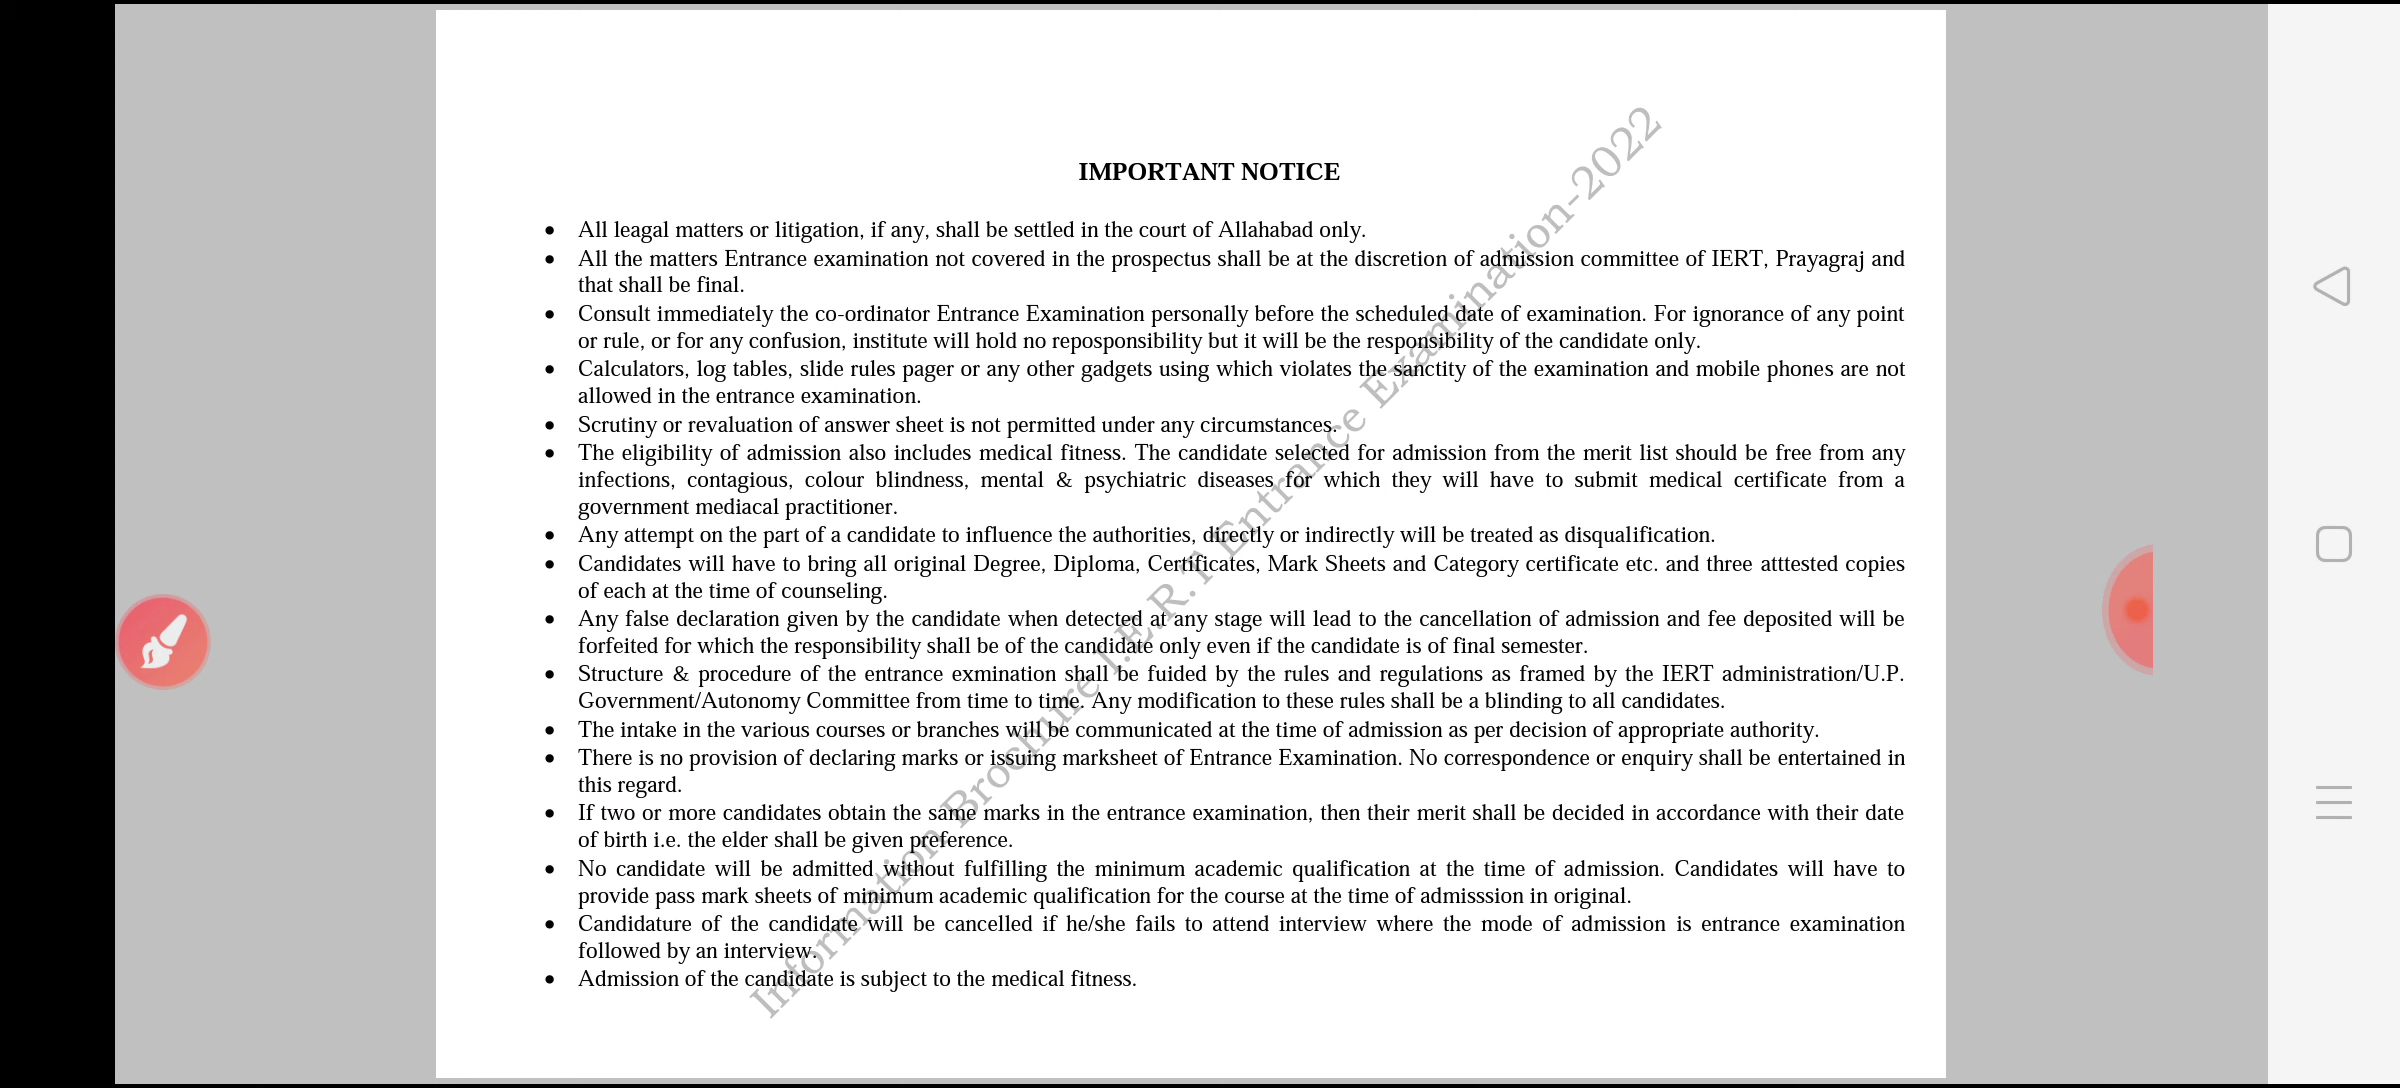 IMPORTANT NOTICE
• All leagal matters or litigation, if any, shall be settled in the court of Allahabad only.
• All the matters Entrance examination not covered in the prospectus shall be at the discretion of admission committee of IERT, Prayagraj and
that shall be final.
• Consult immediately the co-ordinator Entrance Examination personally before the scheduled date of examination. For ignorance of any point
or rule, or for any confusion, institute will hold no reposponsibility but it will be the responsibility of the candidate only.
• Calculators, log tables, slide rules pager or any other gadgets using which violates the sanctity of the examination and mobile phones are not
allowed in the entrance examination.
• Scrutiny or revaluation of answer sheet is not permitted under any circumstances.
• The eligibility of admission also includes medical fitness. The candidate selected for admission from the merit list should be free from any
infections, contagious, colour blindness, mental & psychiatric diseases for which they will have to submit medical certificate from a
government mediacal practitioner.
• Any attempt on the part of a candidate to influence the authorities, directly or indirectly will be treated as disqualification.
• Candidates will have to bring all original Degree, Diploma, Certificates, Mark Sheets and Category certificate etc. and three atttested copies
of each at the time of counseling.
• Any false declaration given by the candidate when detected at any stage will lead to the cancellation of admission and fee deposited will be
forfeited for which the responsibility shall be of the candidate only even if the candidate is of final semester.
• Structure & procedure of the entrance exmination shall be fuided by the rules and regulations as framed by the IERT administration/U.P.
Government/Autonomy Committee from time to time. Any modification to these rules shall be a blinding to all candidates.
• The intake in the various courses or branches will be communicated at the time of admission as per decision of appropriate authority.
• There is no provision of declaring marks or issuing marksheet of Entrance Examination. No correspondence or enquiry shall be entertained in
this regard.
• If two or more candidates obtain the same marks in the entrance examination, then their merit shall be decided in accordance with their date
of birth i.e. the elder shall be given preference.
• No candidate will be admitted without fulfilling the minimum academic qualification at the time of admission. Candidates will have to
provide pass mark sheets of minimum academic qualification for the course at the time of admisssion in original.
• Candidature of the candidate will be cancelled if he/she fails to attend interview where the mode of admission is entrance examination
followed by an interview.
• Admission of the candidate is subject to the medical fitness.
Information Brochure I.E.R.T Entrance Examination-2022